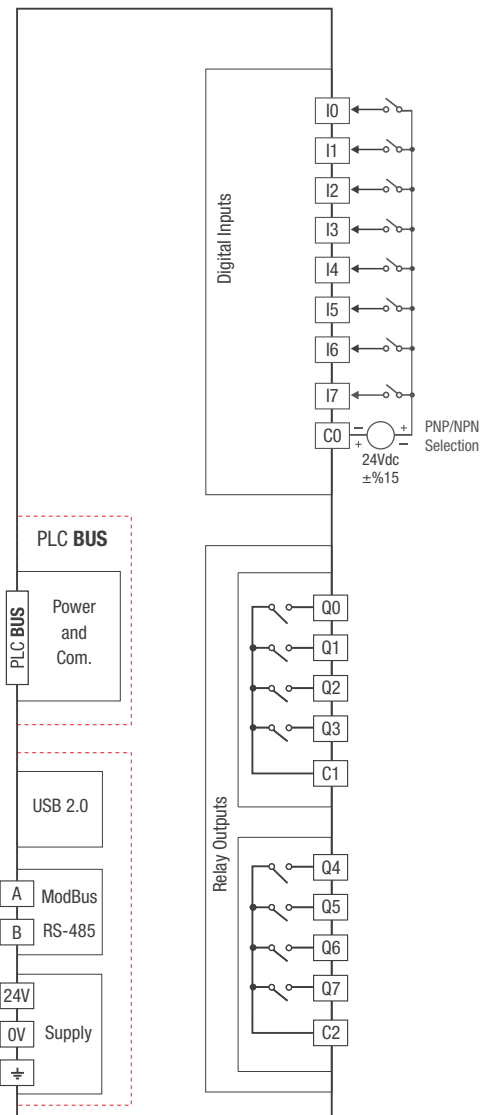 Digital Inputs
I0
I1
I2
I3
I4
I5
I6
I7
C0
− +
+ −
24Vdc
±%15
PNP/NPN
Selection
PLC BUS
PLC BUS
Power
and
Com.
USB 2.0
A
B
ModBus
RS-485
24V
0V
Supply
Relay Outputs
Q0
Q1
Q2
Q3
C1
Q4
Q5
Q6
Q7
C2